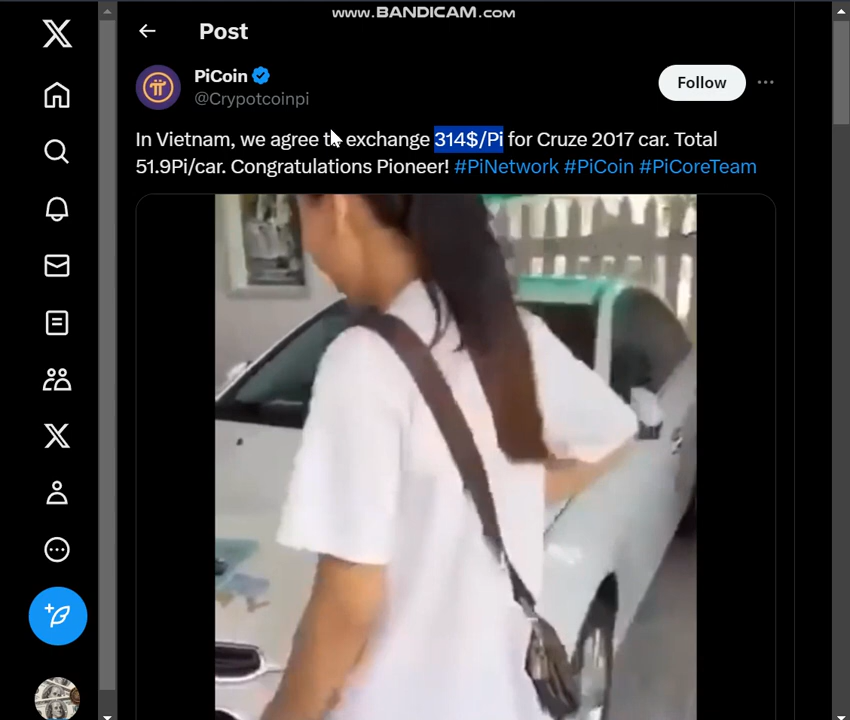 www.BANDICAM.com
Post
PiCoin
Follow
@Crypotcoinpi
In Vietnam, we agree to exchange 314$/Pi for Cruze 2017 car. Total
51.9Pi/car. Congratulations Pioneer! #PiNetwork #PiCoin #PiCoreTeam